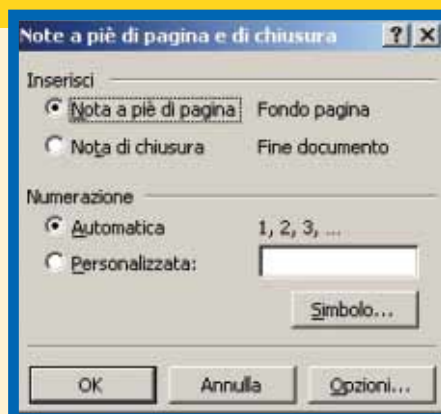 Note a piè di pagina e di chiusura
Inserisci
Nota a piè di pagina Fondo pagina
Nota di chiusura Fine documento
Numerazione
Automatica 1, 2, 3, ...
Personalizzata:
Simbolo...
OK Annulla Opzioni...